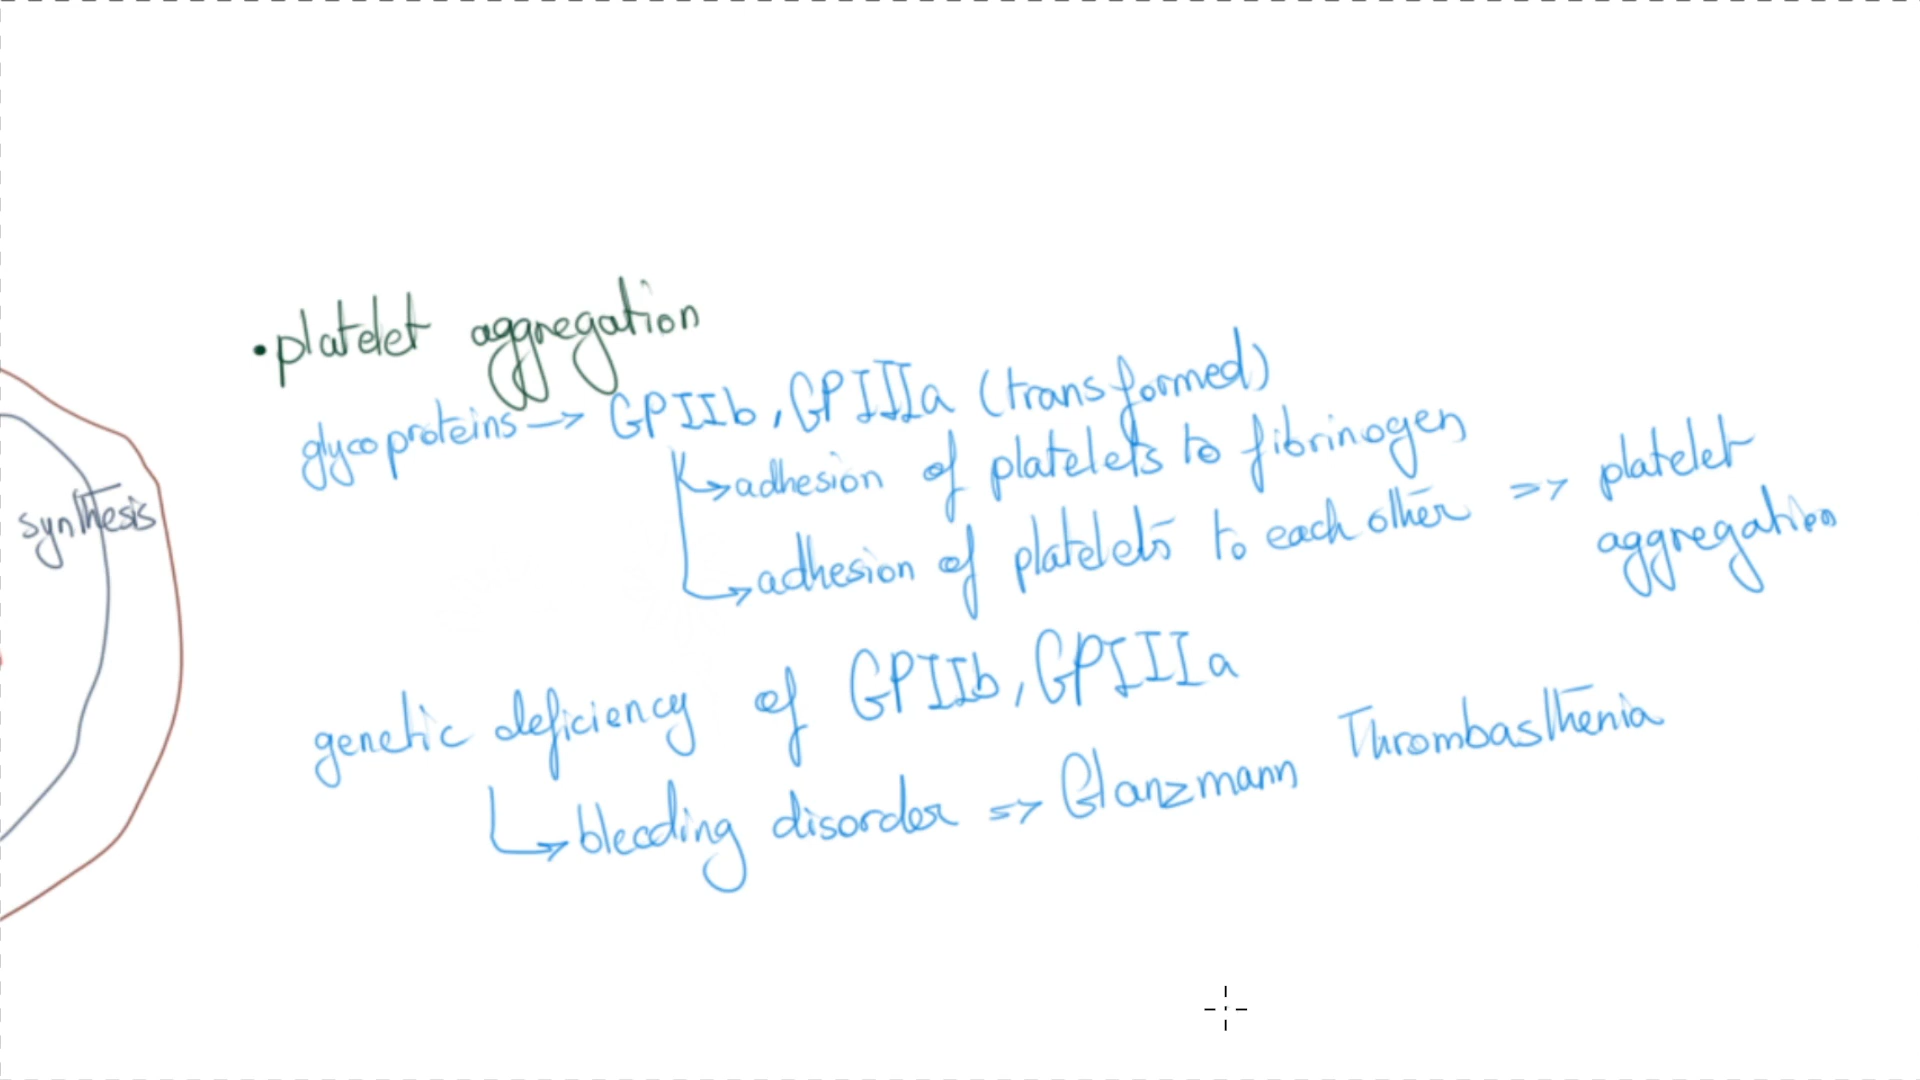 • platelet aggregation
glycoproteins -> GPIIb, GPIIIa (transformed)
adhesion of platelets to fibrinogen
adhesion of platelets to each other => platelet aggregation
synthesis
genetic deficiency of GPIIb, GPIIIa
bleeding disorder => Glanzmann Thrombasthenia